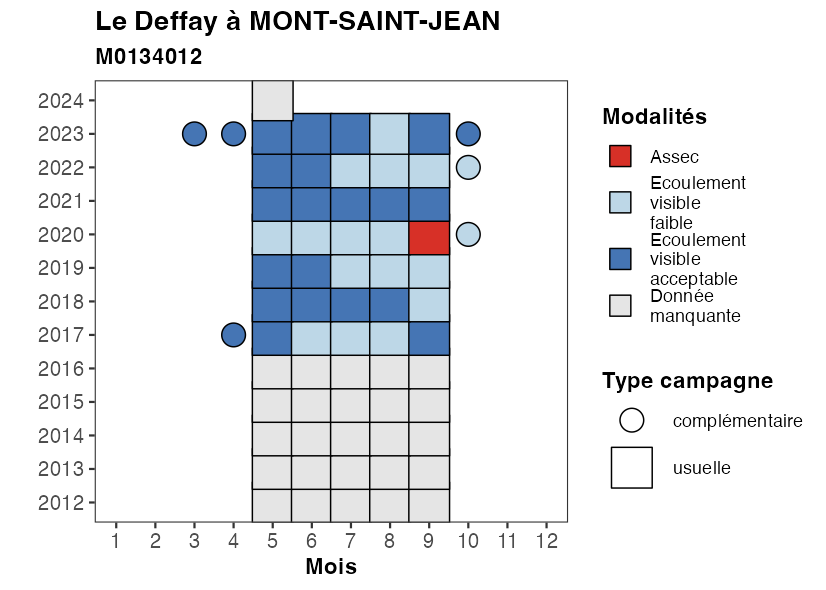 Le Deffay à MONT-SAINT-JEAN
M0134012
2024
2023
2022
2021
2020
2019
2018
2017
2016
2015
2014
2013
2012
1 2 3 4 5 6 7 8 9 10 11 12
Mois
Modalités
Assec
Ecoulement
visible
faible
Ecoulement
visible
acceptable
Donnée
manquante
Type campagne
complémentaire
usuelle